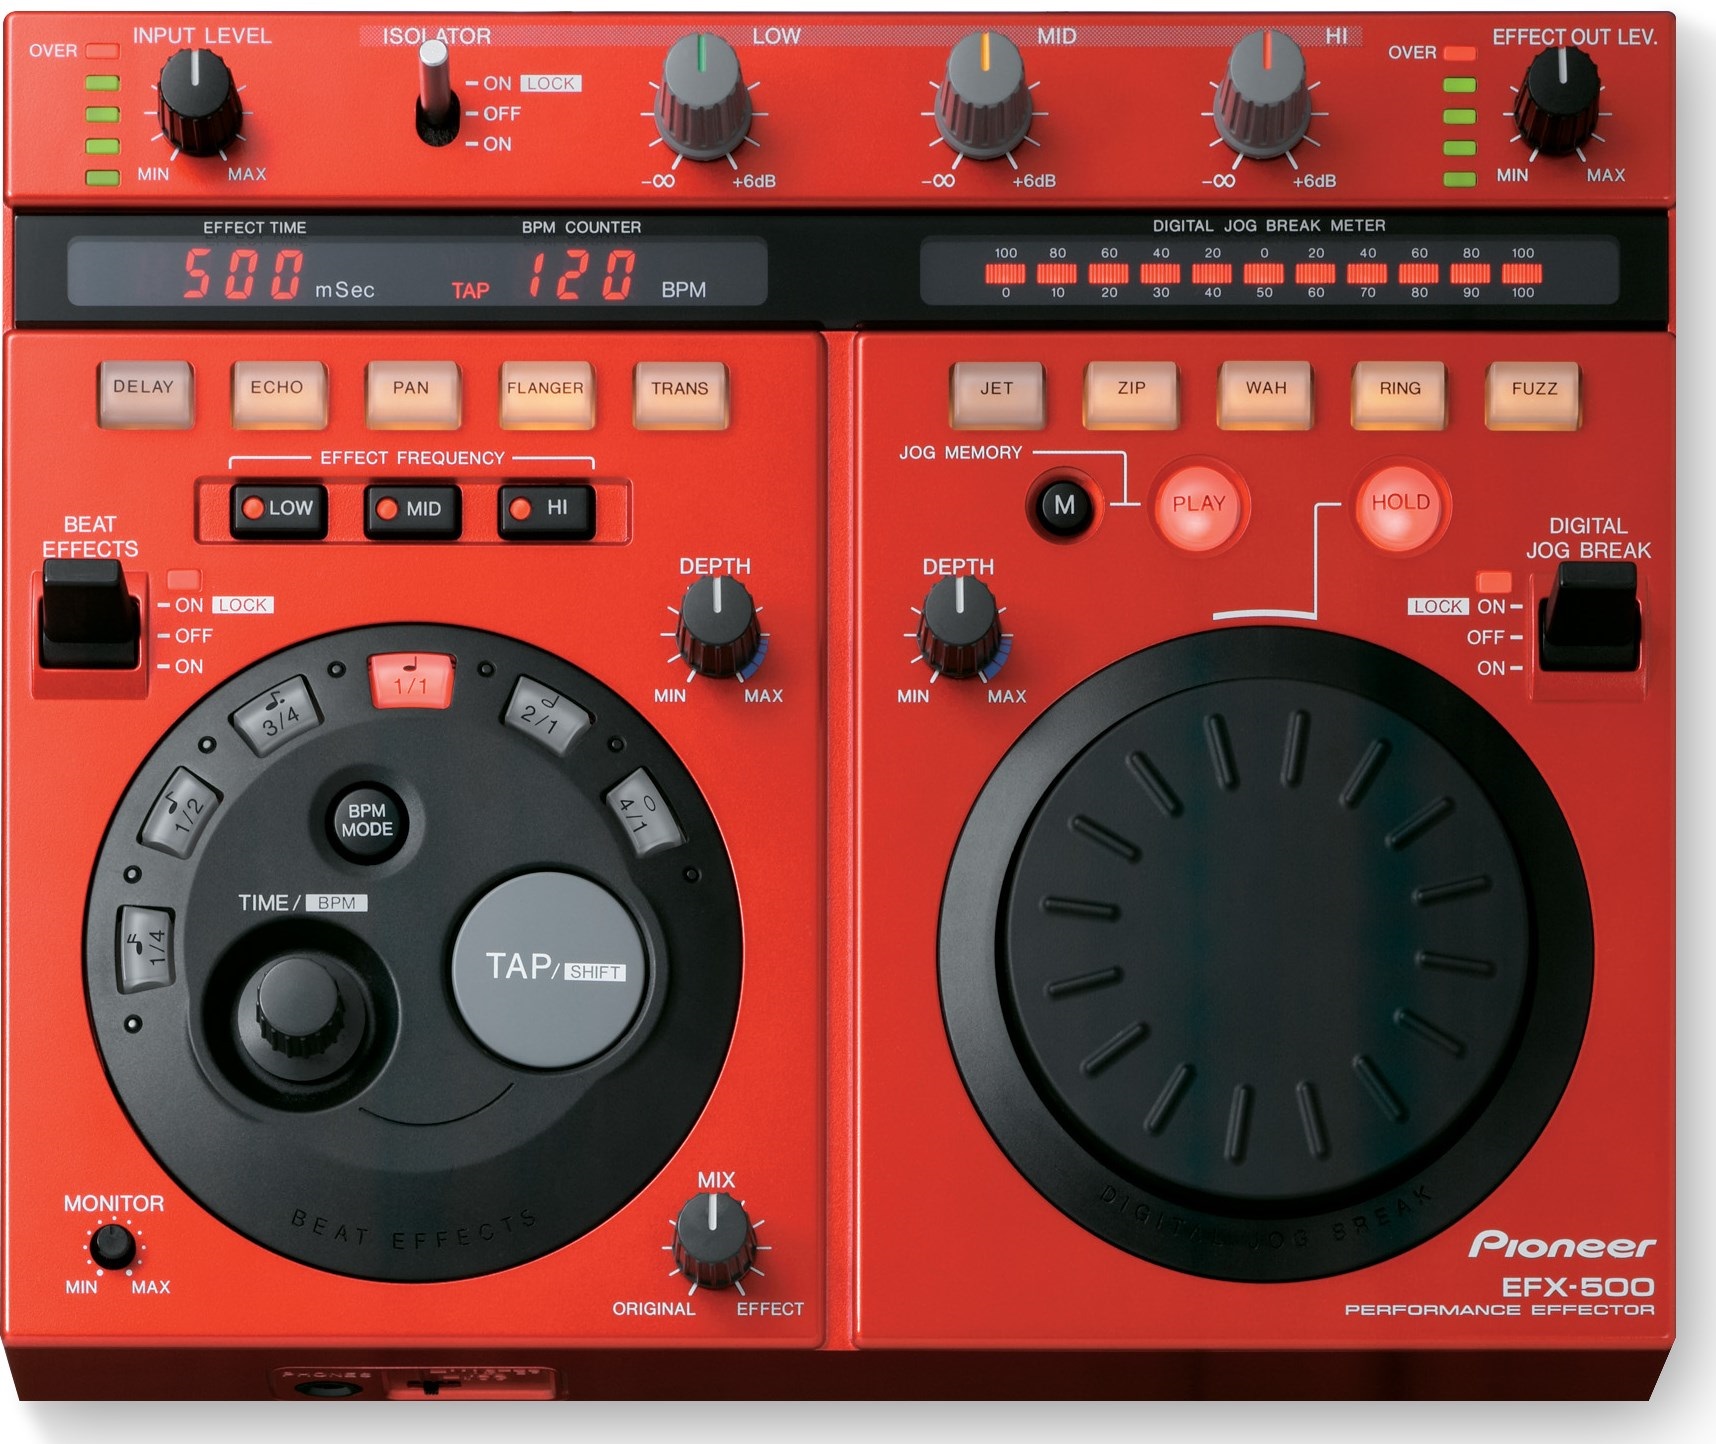 INPUT LEVEL
OVER
MIN
MAX
ISOLATOR
LOW
MID
HI
ON LOCK
OFF
ON
-∞
+6dB
-∞
+6dB
-∞
+6dB
EFFECT OUT LEV.
OVER
MIN
MAX
EFFECT TIME
BPM COUNTER
500 mSec
TAP 120 BPM
DIGITAL JOG BREAK METER
100 80 60 40 20 0 20 40 60 80 100
0 10 20 30 40 50 60 70 80 90 100
DELAY
ECHO
PAN
FLANGER
TRANS
EFFECT FREQUENCY
LOW
MID
HI
BEAT
EFFECTS
ON LOCK
OFF
ON
DEPTH
MIN
MAX
1/4
1/2
3/4
1/1
2/1
4/1
BPM
MODE
TIME/BPM
TAP/SHIFT
BEAT EFFECTS
MONITOR
MIN
MAX
MIX
ORIGINAL
EFFECT
PHONES
JET
ZIP
WAH
RING
FUZZ
JOG MEMORY
M
PLAY
HOLD
DEPTH
MIN
MAX
DIGITAL
JOG BREAK
LOCK ON
OFF
ON
DIGITAL JOG BREAK
Pioneer
EFX-500
PERFORMANCE EFFECTOR